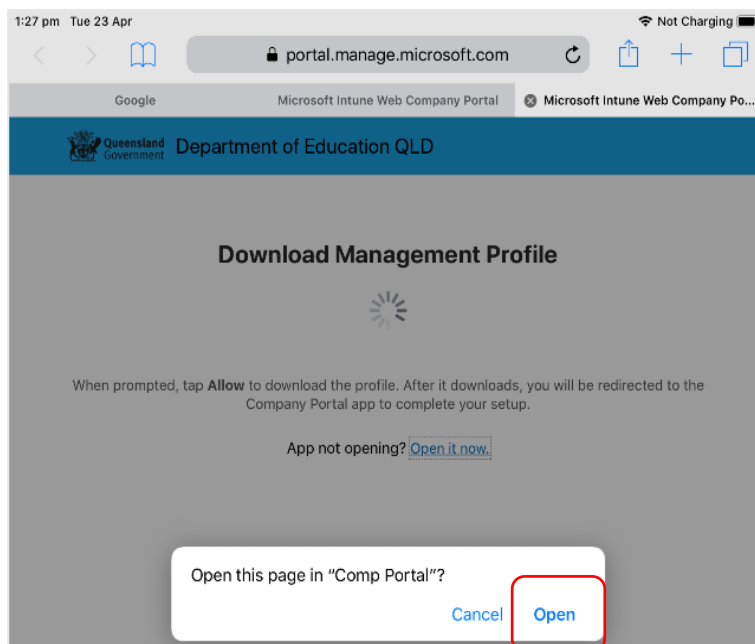 1:27 pm Tue 23 Apr Not Charging
portal.manage.microsoft.com
Google Microsoft Intune Web Company Portal Microsoft Intune Web Company Po...
Queensland
Government
Department of Education QLD
Download Management Profile
When prompted, tap Allow to download the profile. After it downloads, you will be redirected to the
Company Portal app to complete your setup.
App not opening? Open it now.
Open this page in “Comp Portal”?
Cancel Open